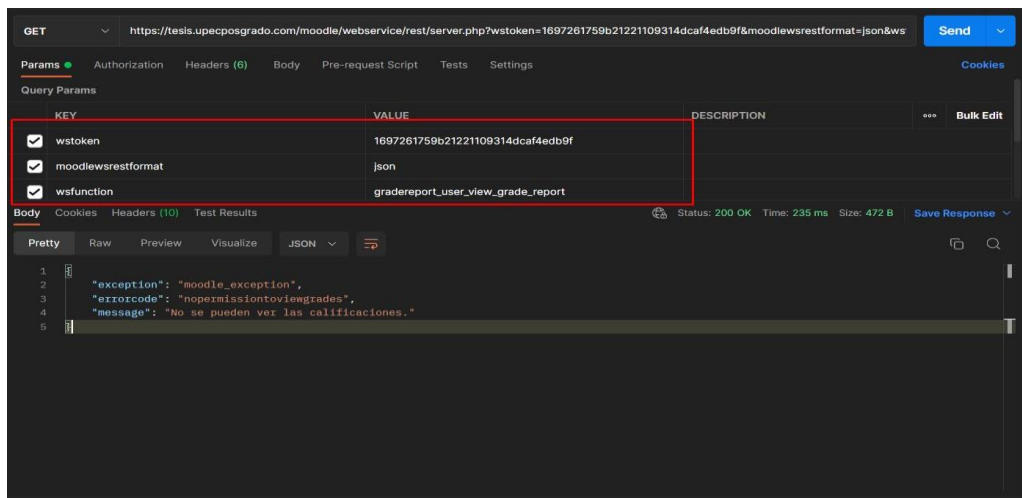 GET https://tesis.upecposgrado.com/moodle/webservice/rest/server.php?wstoken=1697261759b21221109314dcaf4edb9f&moodlewsrestformat=json&ws Send
Params Authorization Headers (6) Body Pre-request Script Tests Settings Cookies
Query Params
KEY VALUE DESCRIPTION ooo Bulk Edit
wstoken 1697261759b21221109314dcaf4edb9f
moodlewsrestformat json
wsfunction gradereport_user_view_grade_report
Body Cookies Headers (10) Test Results Status: 200 OK Time: 235 ms Size: 472 B Save Response
Pretty Raw Preview Visualize JSON
1 {
2 "exception": "moodle_exception",
3 "errorcode": "nopermissiontoviewgrades",
4 "message": "No se pueden ver las calificaciones."
5 }